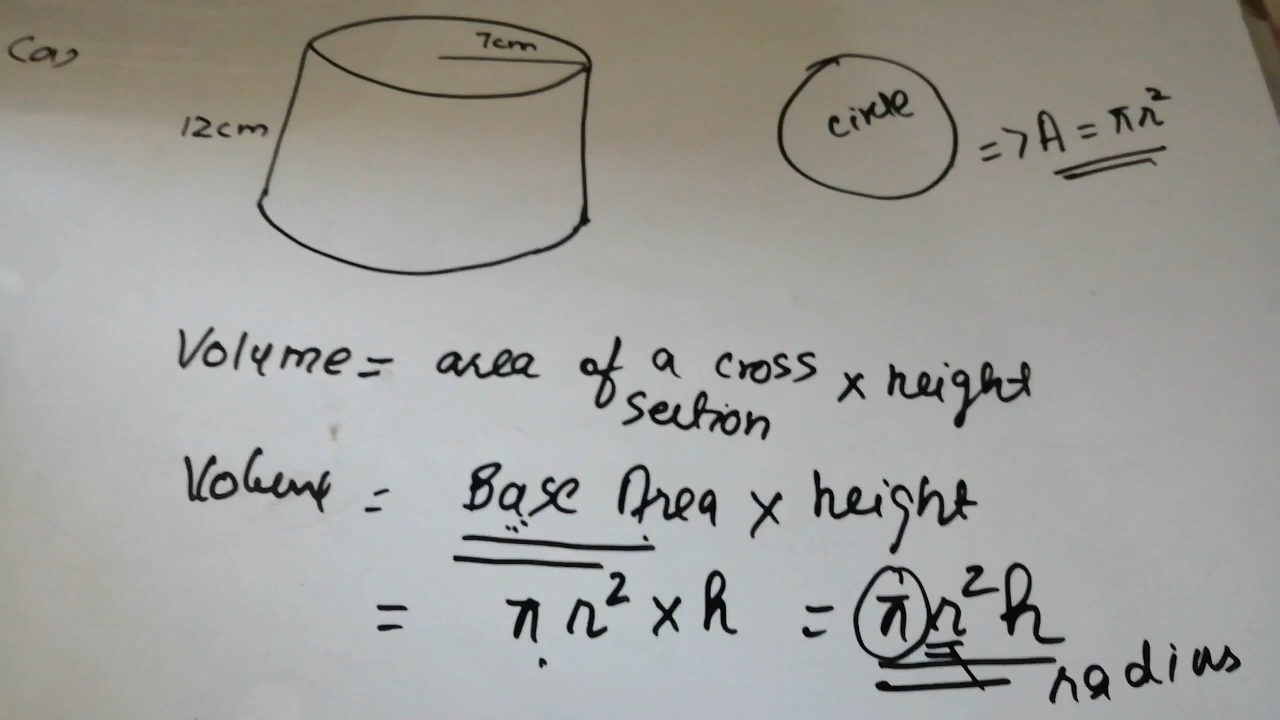 (a)
7cm
12cm
circle
=> A = πr²
Volume = area of a cross section × height
Volume = Base Area × height
= πr² × h = πr²h
radius